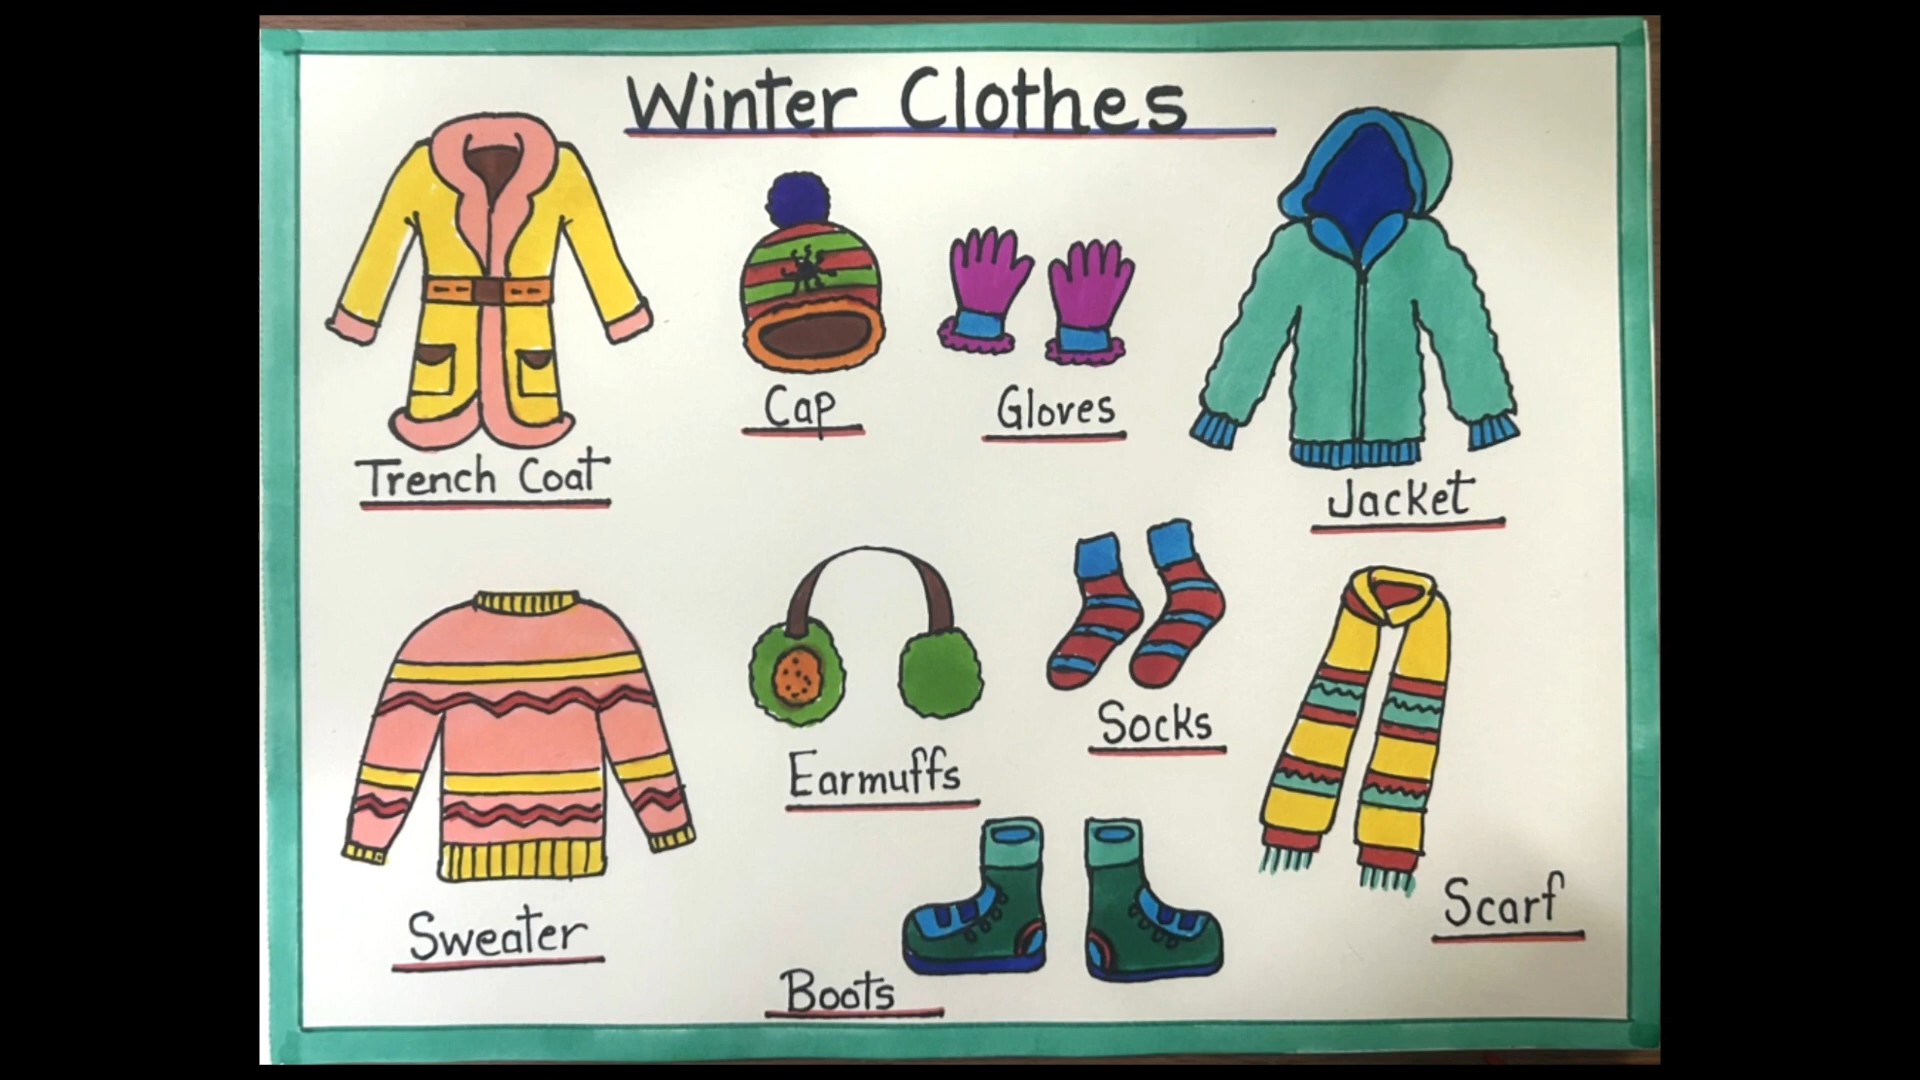 Winter Clothes
Trench Coat
Cap
Gloves
Jacket
Sweater
Earmuffs
Socks
Scarf
Boots